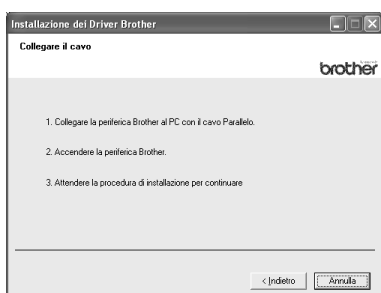 Installazione dei Driver Brother
Collegare il cavo
brother
1. Collegare la periferica Brother al PC con il cavo Parallelo.
2. Accendere la periferica Brother.
3. Attendere la procedura di installazione per continuare
< Indietro
Annulla